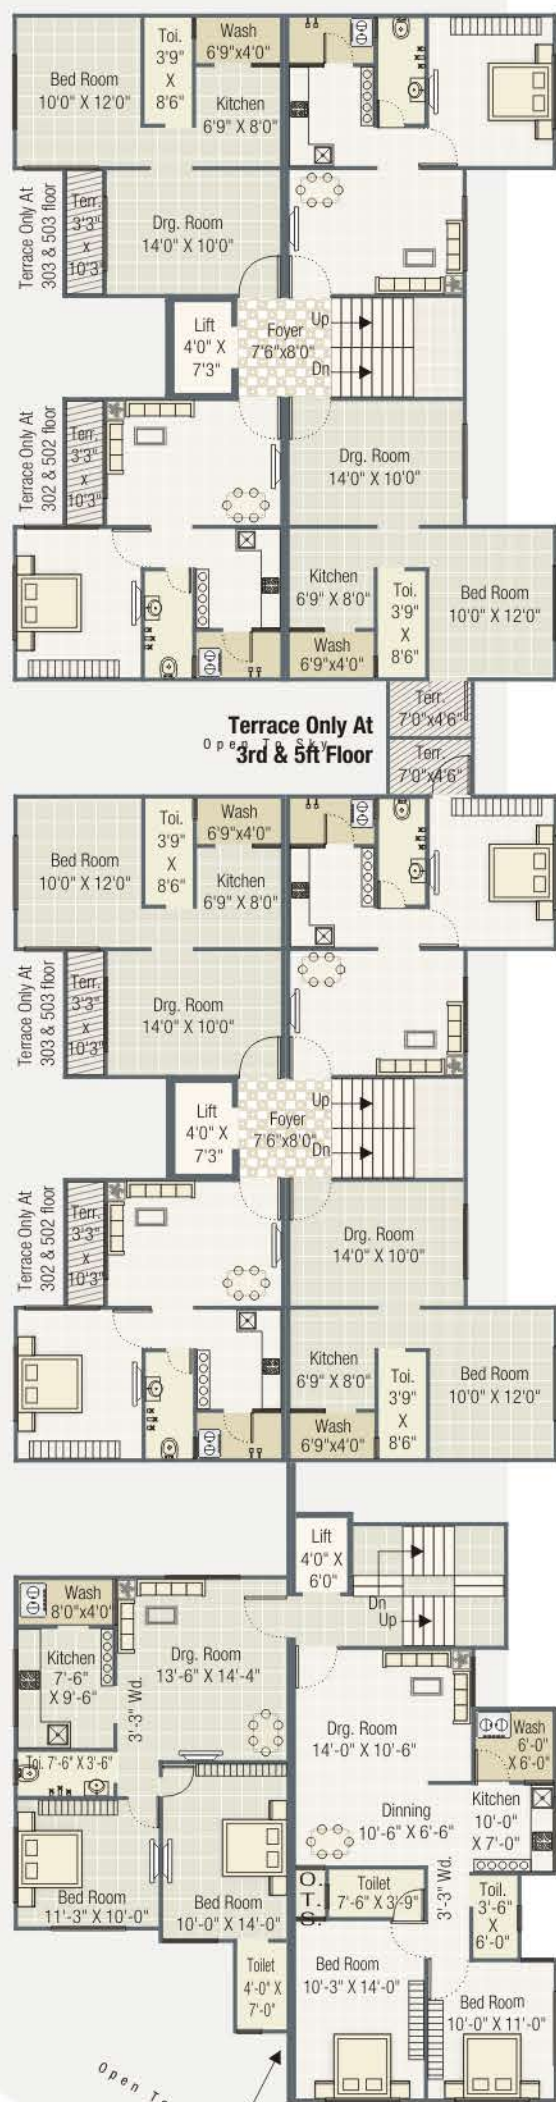 Bed Room
10'0" X 12'0"
Toi.
3'9"
X
8'6"
Wash
6'9"x4'0"
Kitchen
6'9" X 8'0"
Terrace Only At
303 & 503 floor
Terr.
3'3"
x
10'3"
Drg. Room
14'0" X 10'0"
Lift
4'0" X
7'3"
Foyer
7'6"x8'0"
Up
Dn
Terrace Only At
302 & 502 floor
Terr.
3'3"
x
10'3"
Drg. Room
14'0" X 10'0"
Kitchen
6'9" X 8'0"
Toi.
3'9"
X
8'6"
Bed Room
10'0" X 12'0"
Wash
6'9"x4'0"
Terr.
7'0"x4'6"
Terrace Only At
Open To Sky
3rd & 5ft Floor
Terr.
7'0"x4'6"
Bed Room
10'0" X 12'0"
Toi.
3'9"
X
8'6"
Wash
6'9"x4'0"
Kitchen
6'9" X 8'0"
Terrace Only At
303 & 503 floor
Terr.
3'3"
x
10'3"
Drg. Room
14'0" X 10'0"
Lift
4'0" X
7'3"
Foyer
7'6"x8'0"
Up
Dn
Terrace Only At
302 & 502 floor
Terr.
3'3"
x
10'3"
Drg. Room
14'0" X 10'0"
Kitchen
6'9" X 8'0"
Toi.
3'9"
X
8'6"
Bed Room
10'0" X 12'0"
Wash
6'9"x4'0"
Lift
4'0" X
6'0"
Dn
Up
Wash
8'0"x4'0"
Kitchen
7'-6"
X 9'-6"
3'-3" Wd.
Drg. Room
13'-6" X 14'-4"
Toi. 7'-6" X 3'-6"
Bed Room
11'-3" X 10'-0"
Bed Room
10'-0" X 14'-0"
Toilet
4'-0" X
7'-0"
Drg. Room
14'-0" X 10'-6"
Wash
6'-0"
X 6'-0"
Dinning
10'-6" X 6'-6"
Kitchen
10'-0"
X 7'-0"
O.
T.
S.
Toilet
7'-6" X 3'-9"
3'-3" Wd.
Toil.
3'-6"
X
6'-0"
Bed Room
10'-3" X 14'-0"
Bed Room
10'-0" X 11'-0"
Open